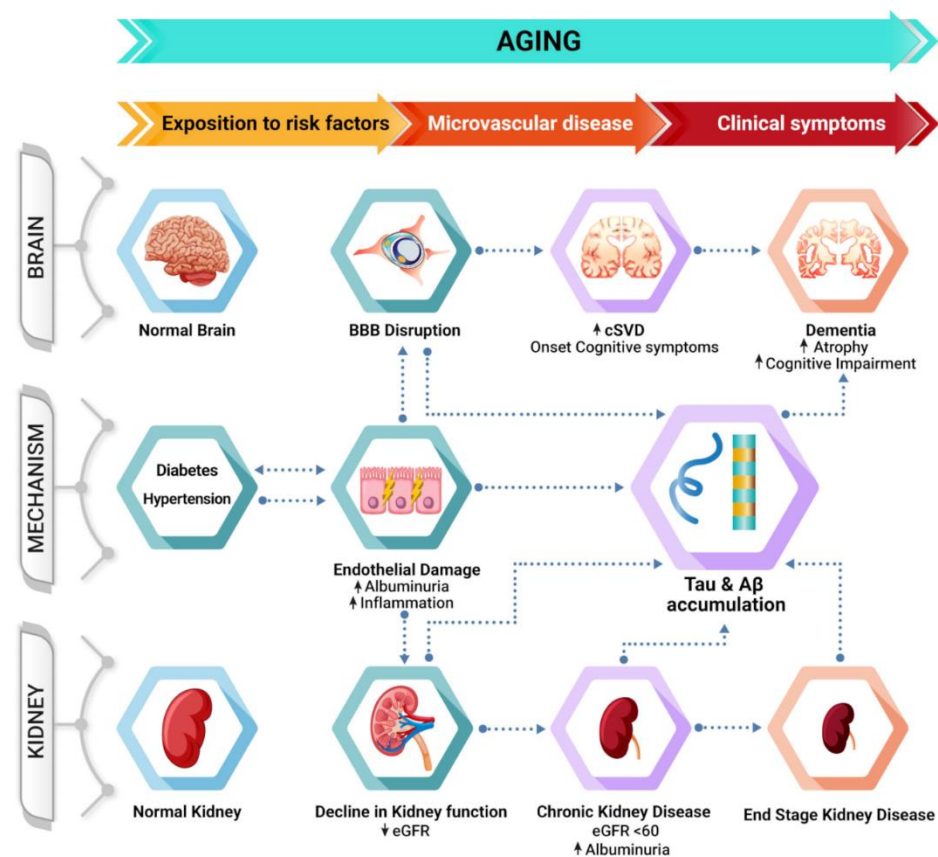 AGING
Exposition to risk factors
Microvascular disease
Clinical symptoms
BRAIN
Normal Brain
BBB Disruption
↑ cSVD
Onset Cognitive symptoms
Dementia
↑ Atrophy
↑ Cognitive Impairment
MECHANISM
Diabetes
Hypertension
Endothelial Damage
↑ Albuminuria
↑ Inflammation
Tau & Aβ
accumulation
KIDNEY
Normal Kidney
Decline in Kidney function
↓ eGFR
Chronic Kidney Disease
eGFR <60
↑ Albuminuria
End Stage Kidney Disease